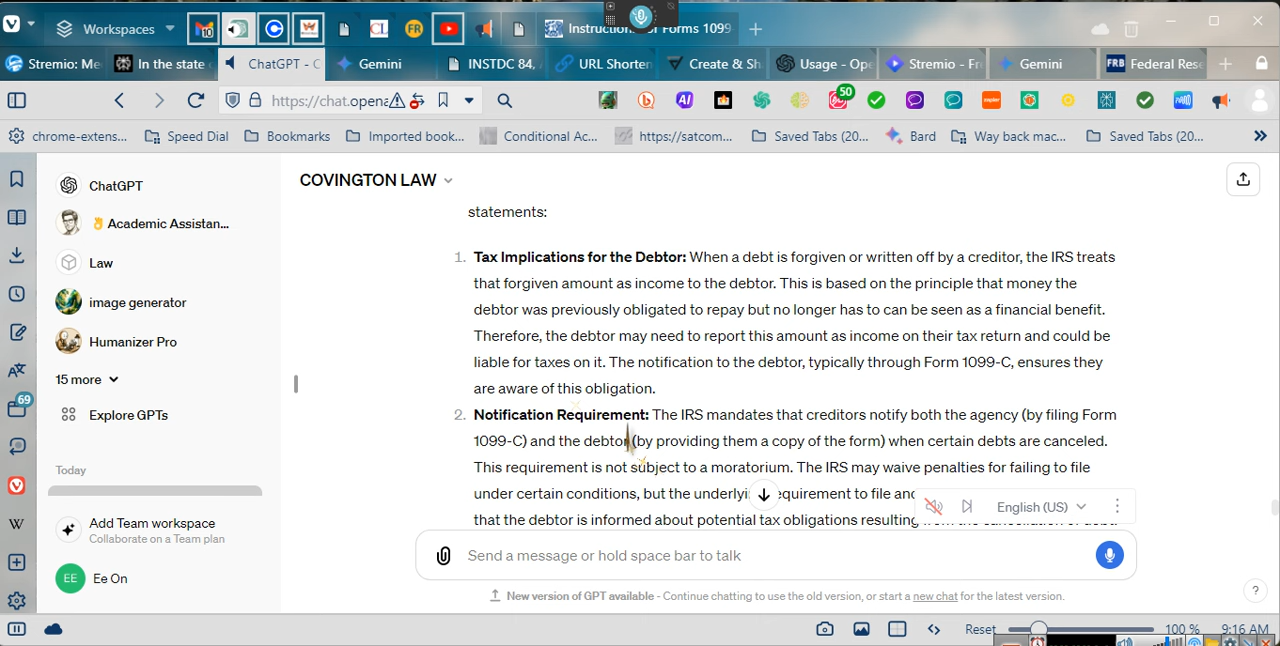 Workspaces
10
CL
FR
Instruction
Forms 1099
Stremio: Me
In the state
ChatGPT - C
Gemini
INSTDC 84,
URL Shorten
Create & Sh
Usage - Ope
Stremio - Fr
Gemini
FRB
Federal Rese
https://chat.opena
50
chrome-extens...
Speed Dial
Bookmarks
Imported book...
Conditional Ac...
https://satcom...
Saved Tabs (20...
Bard
Way back mac...
Saved Tabs (20...
ChatGPT
Academic Assistan...
Law
image generator
Humanizer Pro
15 more
Explore GPTs
Today
Add Team workspace
Collaborate on a Team plan
EE
Ee On
69
W
COVINGTON LAW
statements:
1. Tax Implications for the Debtor: When a debt is forgiven or written off by a creditor, the IRS treats
that forgiven amount as income to the debtor. This is based on the principle that money the
debtor was previously obligated to repay but no longer has to can be seen as a financial benefit.
Therefore, the debtor may need to report this amount as income on their tax return and could be
liable for taxes on it. The notification to the debtor, typically through Form 1099-C, ensures they
are aware of this obligation.
2. Notification Requirement: The IRS mandates that creditors notify both the agency (by filing Form
1099-C) and the debtor (by providing them a copy of the form) when certain debts are canceled.
This requirement is not subject to a moratorium. The IRS may waive penalties for failing to file
under certain conditions, but the underlyi equirement to file and
that the debtor is informed about potential tax obligations resulting
English (US)
Send a message or hold space bar to talk
New version of GPT available - Continue chatting to use the old version, or start a new chat for the latest version.
?
Reset
100 %
9:16 AM